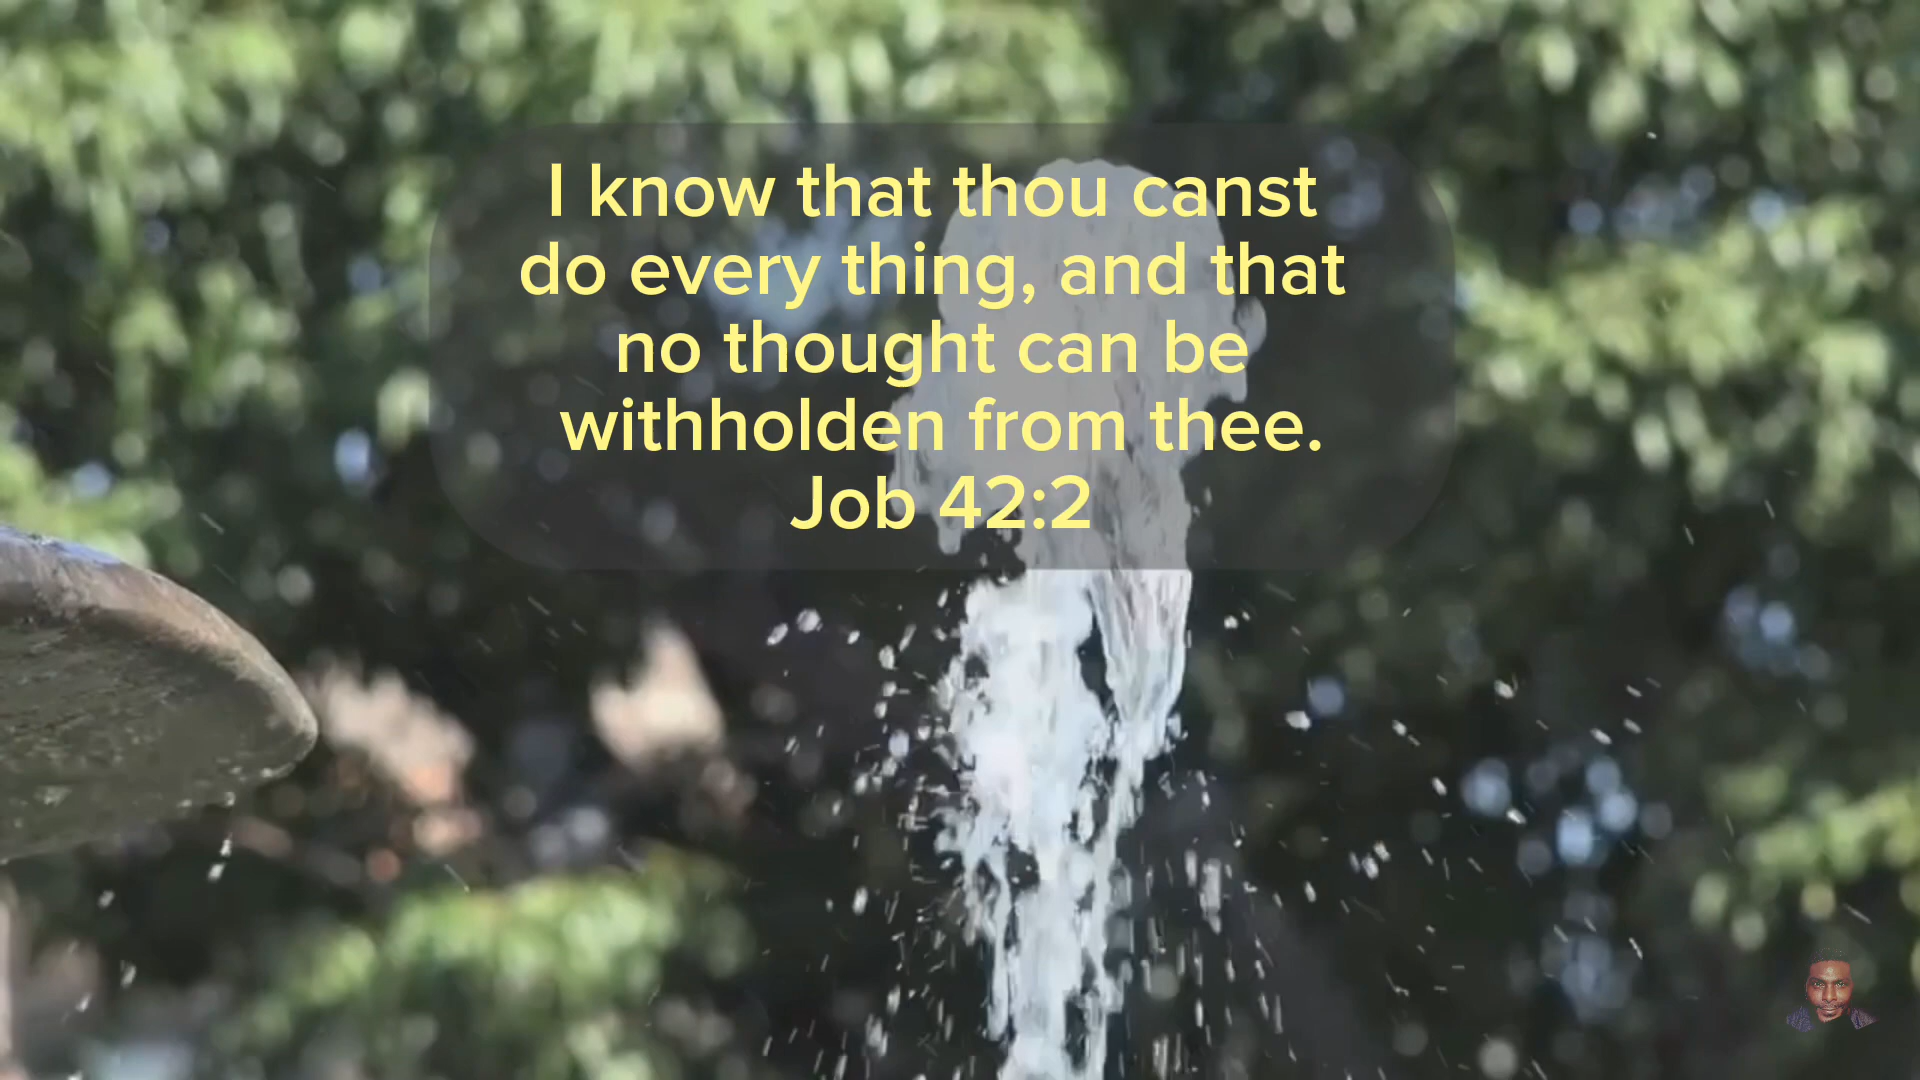 I know that thou canst
do every thing, and that
no thought can be
withholden from thee.
Job 42:2